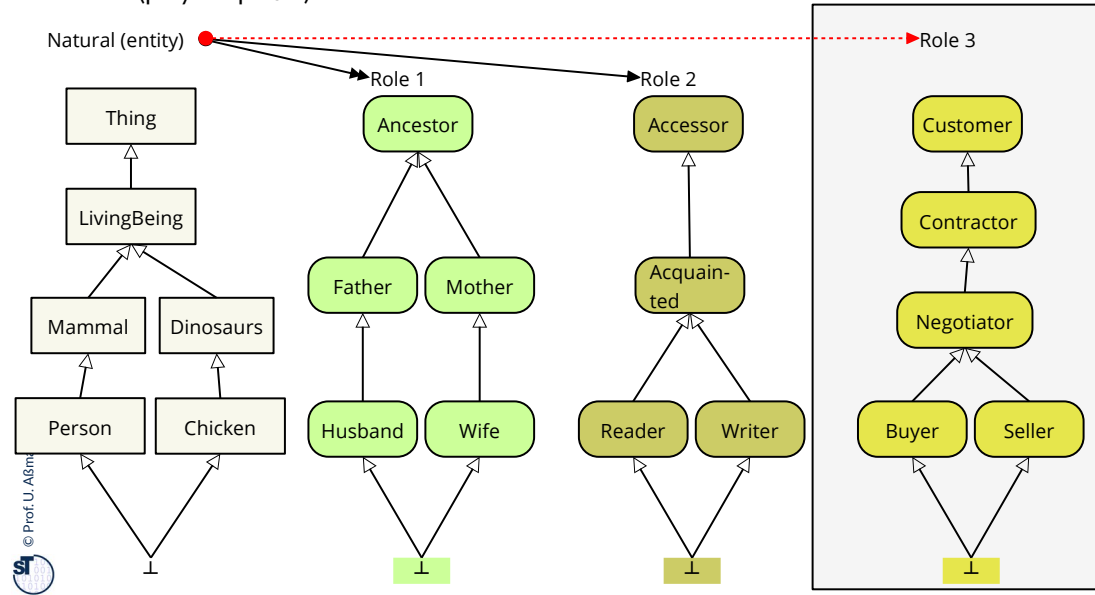 Natural (entity)
Role 3
Role 1
Role 2
Thing
Ancestor
Accessor
Customer
LivingBeing
Contractor
Father
Mother
Acquain-
ted
Mammal
Dinosaurs
Negotiator
Person
Chicken
Husband
Wife
Reader
Writer
Buyer
Seller
© Prof. U. Aßma
⊥
⊥
⊥
⊥
ST